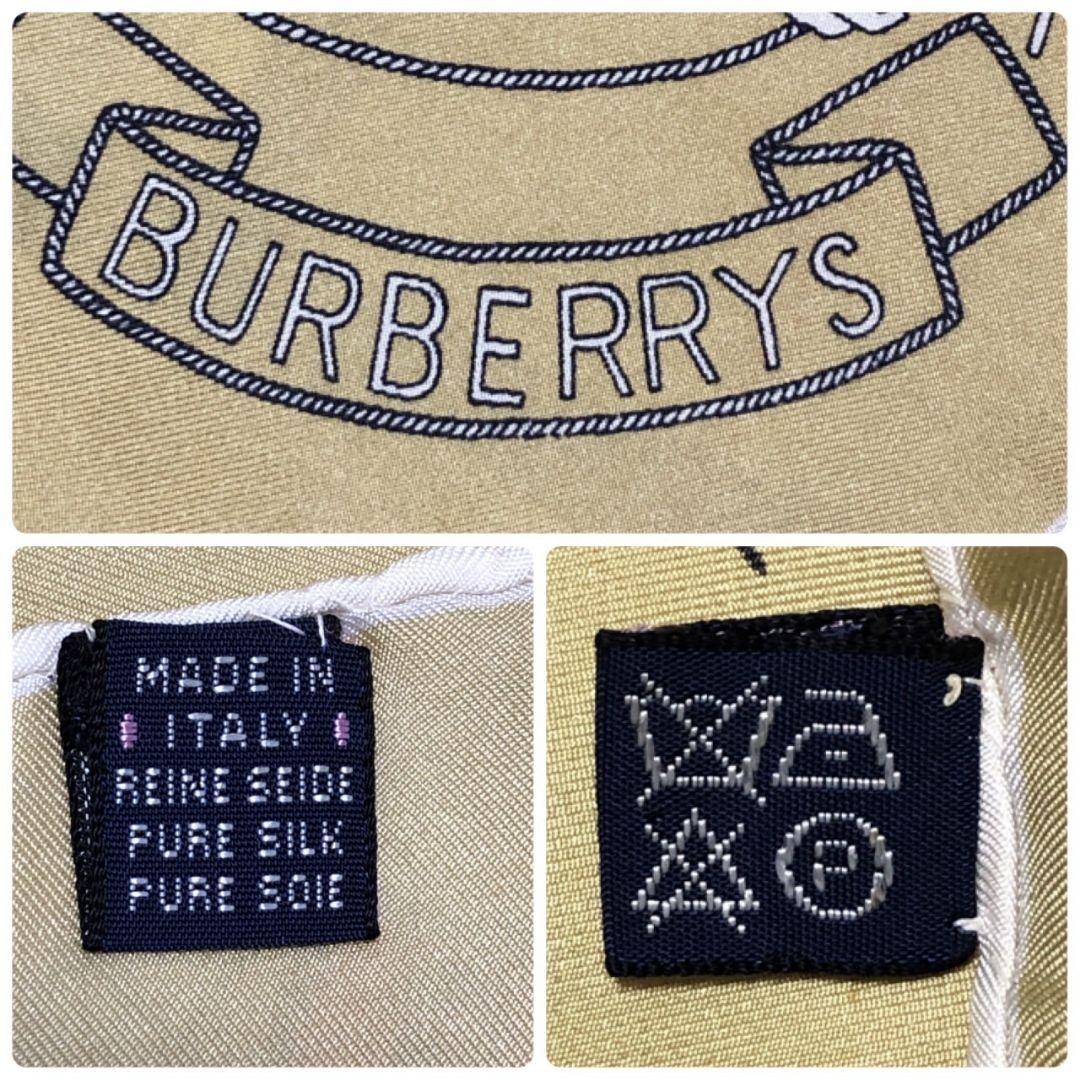 BURBERRYS
MADE IN
ITALY
REINE SEIDE
PURE SILK
PURE SOIE
P